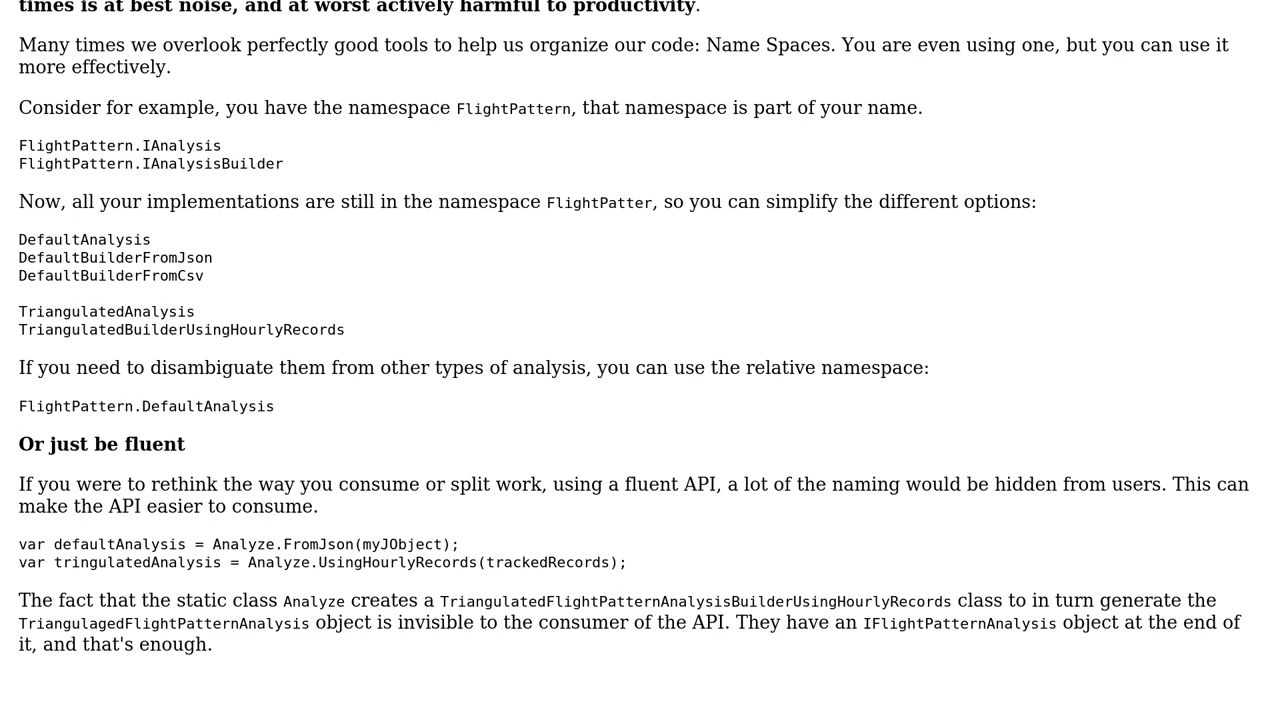 times is at best noise, and at worst actively harmful to productivity.
Many times we overlook perfectly good tools to help us organize our code: Name Spaces. You are even using one, but you can use it
more effectively.
Consider for example, you have the namespace FlightPattern, that namespace is part of your name.
FlightPattern.IAnalysis
FlightPattern.IAnalysisBuilder
Now, all your implementations are still in the namespace FlightPatter, so you can simplify the different options:
DefaultAnalysis
DefaultBuilderFromJson
DefaultBuilderFromCsv
TriangulatedAnalysis
TriangulatedBuilderUsingHourlyRecords
If you need to disambiguate them from other types of analysis, you can use the relative namespace:
FlightPattern.DefaultAnalysis
Or just be fluent
If you were to rethink the way you consume or split work, using a fluent API, a lot of the naming would be hidden from users. This can
make the API easier to consume.
var defaultAnalysis = Analyze.FromJson(myJObject);
var tringulatedAnalysis = Analyze.UsingHourlyRecords(trackedRecords);
The fact that the static class Analyze creates a TriangulatedFlightPatternAnalysisBuilderUsingHourlyRecords class to in turn generate the
TriangulagedFlightPatternAnalysis object is invisible to the consumer of the API. They have an IFlightPatternAnalysis object at the end of
it, and that's enough.